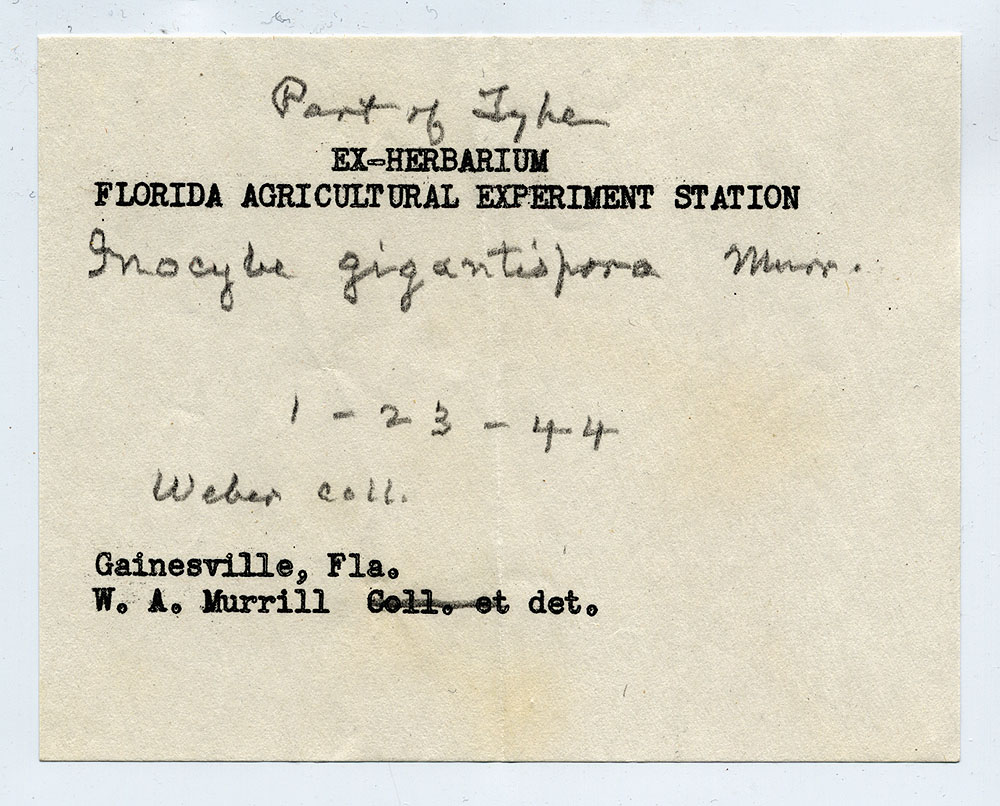 Part of Type
EX-HERBARIUM
FLORIDA AGRICULTURAL EXPERIMENT STATION
Inocybe gigantispora Murr.
1 - 23 - 44
Weber coll.
Gainesville, Fla.
W. A. Murrill Coll. et det.